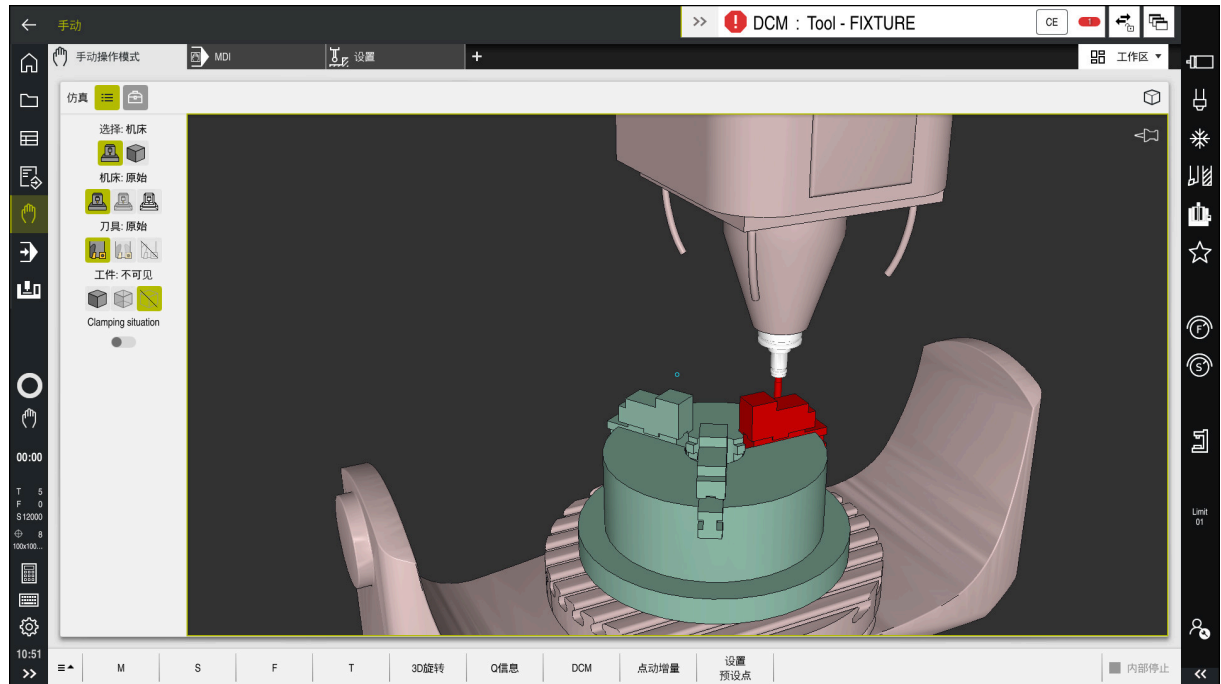 手动
DCM : Tool - FIXTURE
CE
1
手动操作模式
MDI
设置
+
工作区
仿真
选择: 机床
机床: 原始
刀具: 原始
工件: 不可见
Clamping situation
00:00
T 5
F 0
S 12000
8
100x100...
10:51
F
S
Limit
01
M
S
F
T
3D旋转
Q信息
DCM
点动增量
设置
预设点
内部停止